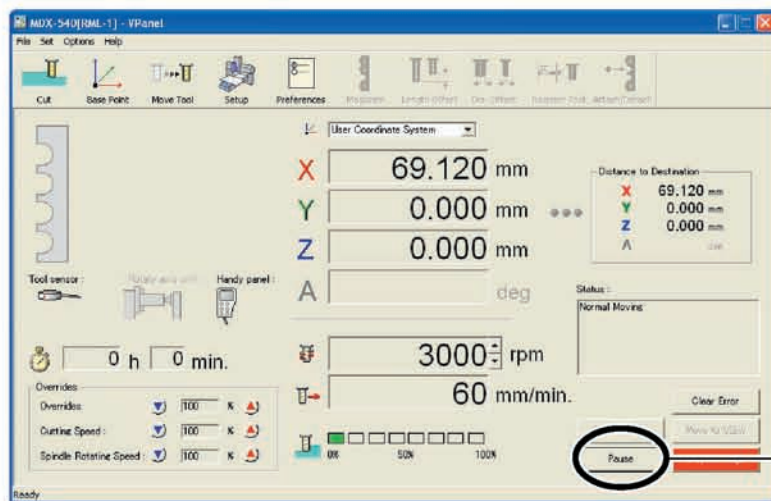 MDX-540[RML-1] - VPanel
File Set Options Help
Cut Base Point Move Tool Setup Preferences
User Coordinate System
X 69.120 mm
Y 0.000 mm
Z 0.000 mm
A deg
Distance to Destination
X 69.120 mm
Y 0.000 mm
Z 0.000 mm
A
Tool sensor :
Handy panel :
Status :
Normal Moving
0 h 0 min.
3000 rpm
60 mm/min.
Overrides
Overrides 100 %
Cutting Speed : 100 %
Spindle Rotating Speed : 100 %
0% 50% 100%
Clear Error
Pause
Ready